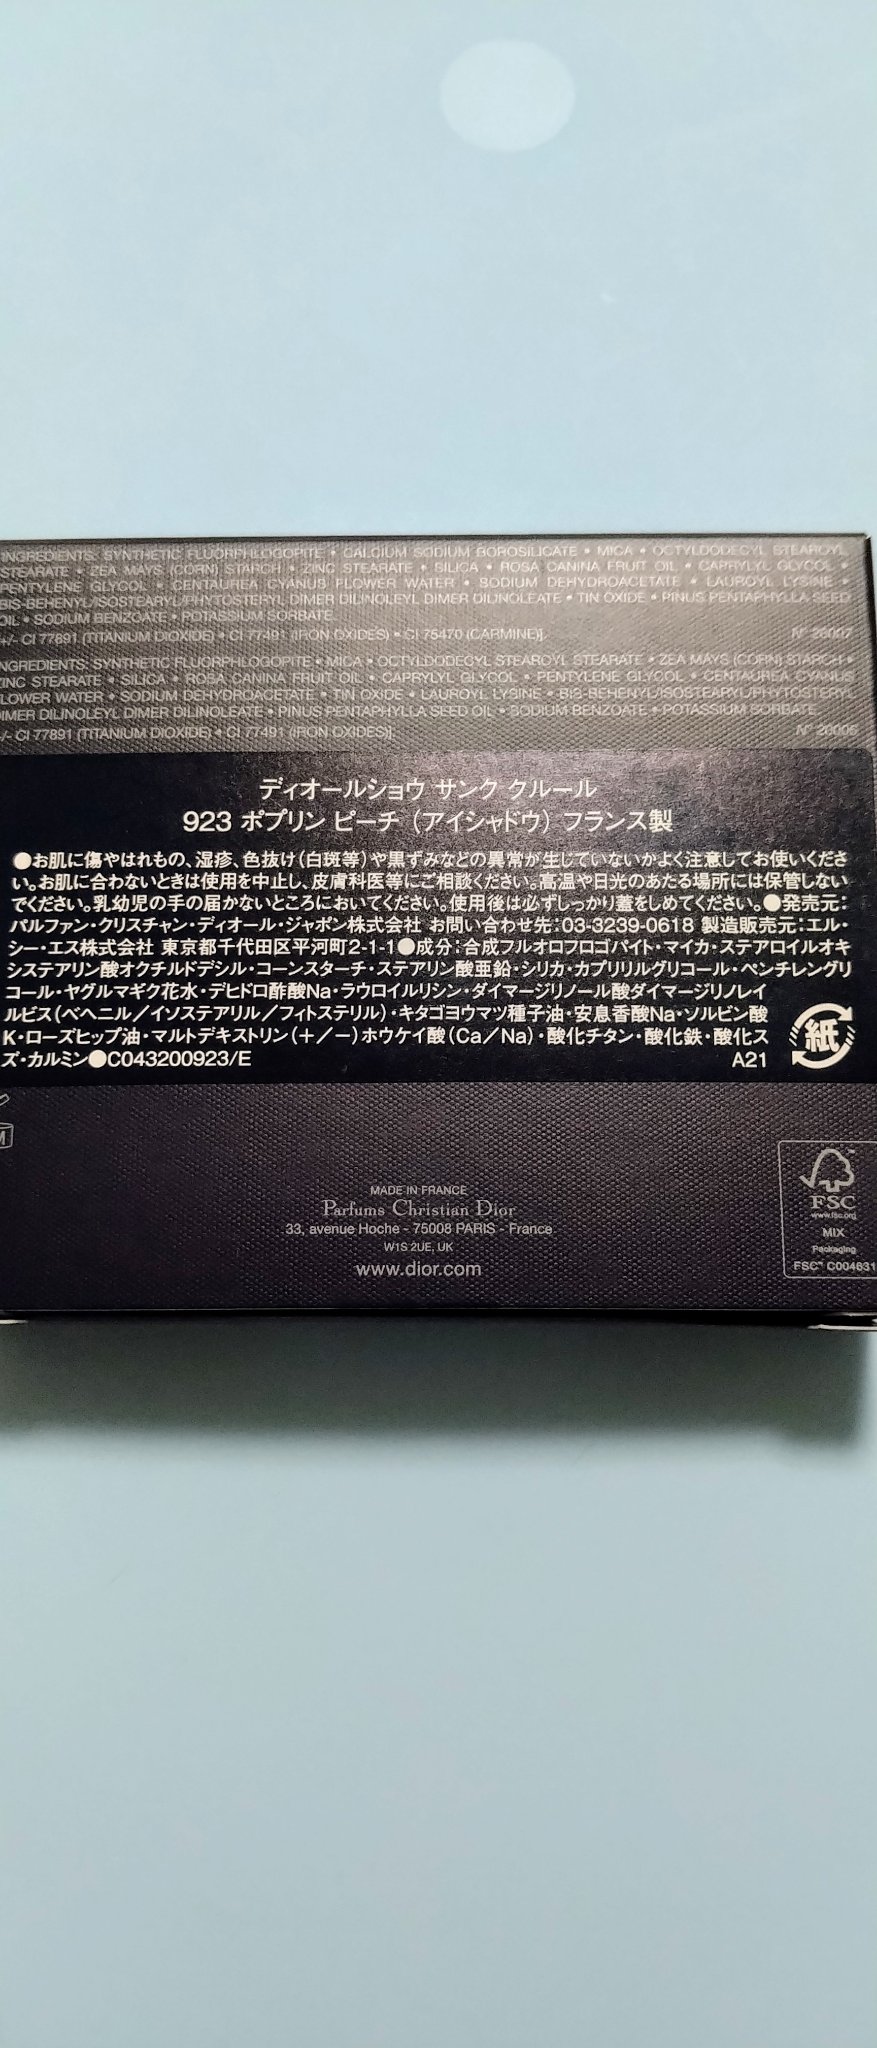 INGREDIENTS: SYNTHETIC FLUORPHLOGOPITE • CALCIUM SODIUM BOROSILICATE • MICA • OCTYLDODECYL STEAROYL
STEARATE • ZEA MAYS (CORN) STARCH • ZINC STEARATE • SILICA • ROSA CANINA FRUIT OIL • CAPRYLYL GLYCOL •
PENTYLENE GLYCOL • CENTAUREA CYANUS FLOWER WATER • SODIUM DEHYDROACETATE • LAUROYL LYSINE •
BIS-BEHENYL/ISOSTEARYL/PHYTOSTERYL DIMER DILINOLEYL DIMER DILINOLEATE • TIN OXIDE • PINUS PENTAPHYLLA SEED
OIL • SODIUM BENZOATE • POTASSIUM SORBATE.
+/- CI 77891 (TITANIUM DIOXIDE) • CI 77491 (IRON OXIDES) • CI 75470 (CARMINE)]. N° 26007
NGREDIENTS: SYNTHETIC FLUORPHLOGOPITE • MICA • OCTYLDODECYL STEAROYL STEARATE • ZEA MAYS (CORN) STARCH •
ZINC STEARATE • SILICA • ROSA CANINA FRUIT OIL • CAPRYLYL GLYCOL • PENTYLENE GLYCOL • CENTAUREA CYANUS
LOWER WATER • SODIUM DEHYDROACETATE • TIN OXIDE • LAUROYL LYSINE • BIS-BEHENYL/ISOSTEARYL/PHYTOSTERYL
IMER DILINOLEYL DIMER DILINOLEATE • PINUS PENTAPHYLLA SEED OIL • SODIUM BENZOATE • POTASSIUM SORBATE.
/- CI 77891 (TITANIUM DIOXIDE) • CI 77491 (IRON OXIDES)]. N°
ディオールショウ サンク クルール
923 ポプリン ピーチ（アイシャドウ）フランス製
●お肌に傷やはれもの、湿疹、色抜け（白斑等）や黒ずみなどの異常が生じていないかよく注意してお使いくださ
い。お肌に合わないときは使用を中止し、皮膚科医等にご相談ください。高温や日光のあたる場所には保管しない
でください。乳幼児の手の届かないところにおいてください。使用後は必ずしっかり蓋をしめてください。●発売元：
パルファン・クリスチャン・ディオール・ジャポン株式会社 お問い合わせ先：03-3239-0618 製造販売元：エル・
シー・エス株式会社 東京都千代田区平河町2-1-1●成分：合成フルオロフロゴパイト・マイカ・ステアロイルオキ
システアリン酸オクチルドデシル・コーンスターチ・ステアリン酸亜鉛・シリカ・カプリリルグリコール・ペンチレングリ
コール・ヤグルマギク花水・デヒドロ酢酸Na・ラウロイルリシン・ダイマージリノール酸ダイマージリノレイ
ルビス（ベヘニル／イソステアリル／フィトステリル）・キタゴヨウマツ種子油・安息香酸Na・ソルビン酸
K・ローズヒップ油・マルトデキストリン（＋／－）ホウケイ酸（Ca／Na）・酸化チタン・酸化鉄・酸化ス
ズ・カルミン●C043200923/E A21
紙
M
MADE IN FRANCE
Parfums Christian Dior
33, avenue Hoche - 75008 PARIS - France
W1S 2UE, UK
www.dior.com
FSC
www.fsc.org
MIX
Packaging
FSC™ C004631